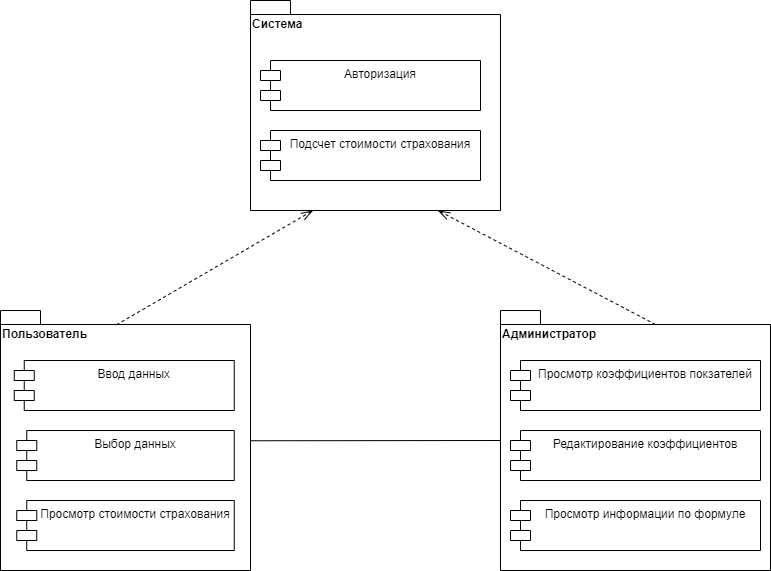 Система
Авторизация
Подсчет стоимости страхования
Пользователь
Ввод данных
Выбор данных
Просмотр стоимости страхования
Администратор
Просмотр коэффициентов покзателей
Редактирование коэффициентов
Просмотр информации по формуле